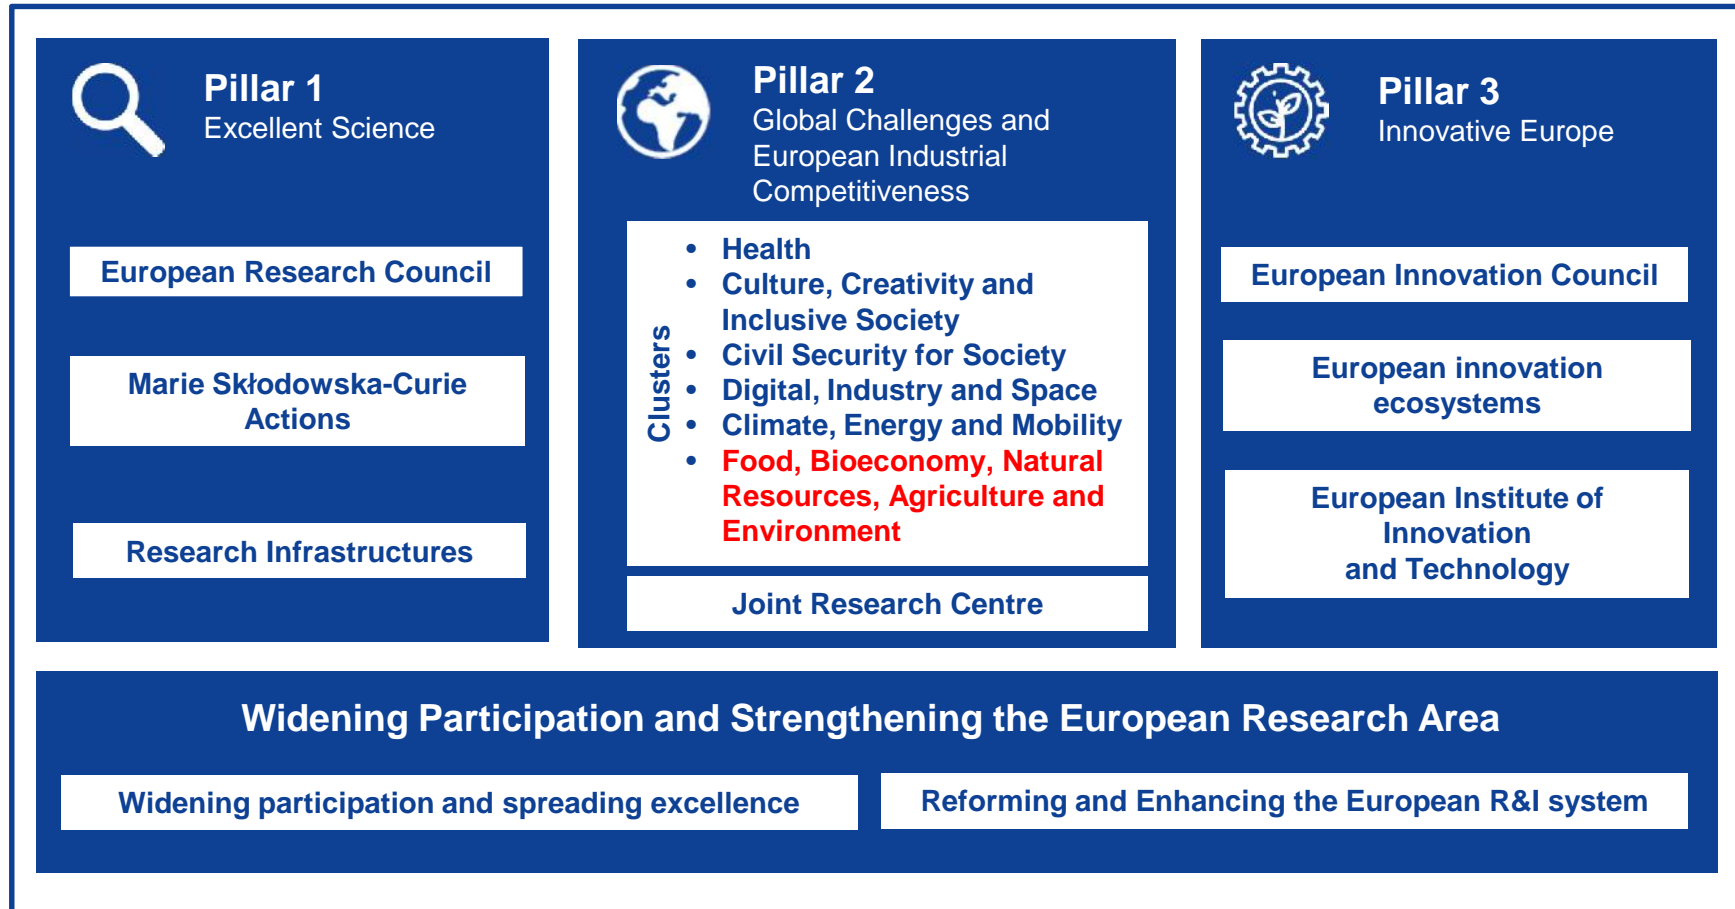 Pillar 1
Excellent Science
European Research Council
Marie Skłodowska-Curie
Actions
Research Infrastructures
Pillar 2
Global Challenges and
European Industrial
Competitiveness
Clusters
• Health
• Culture, Creativity and
Inclusive Society
• Civil Security for Society
• Digital, Industry and Space
• Climate, Energy and Mobility
• Food, Bioeconomy, Natural
Resources, Agriculture and
Environment
Joint Research Centre
Pillar 3
Innovative Europe
European Innovation Council
European innovation
ecosystems
European Institute of
Innovation
and Technology
Widening Participation and Strengthening the European Research Area
Widening participation and spreading excellence
Reforming and Enhancing the European R&I system